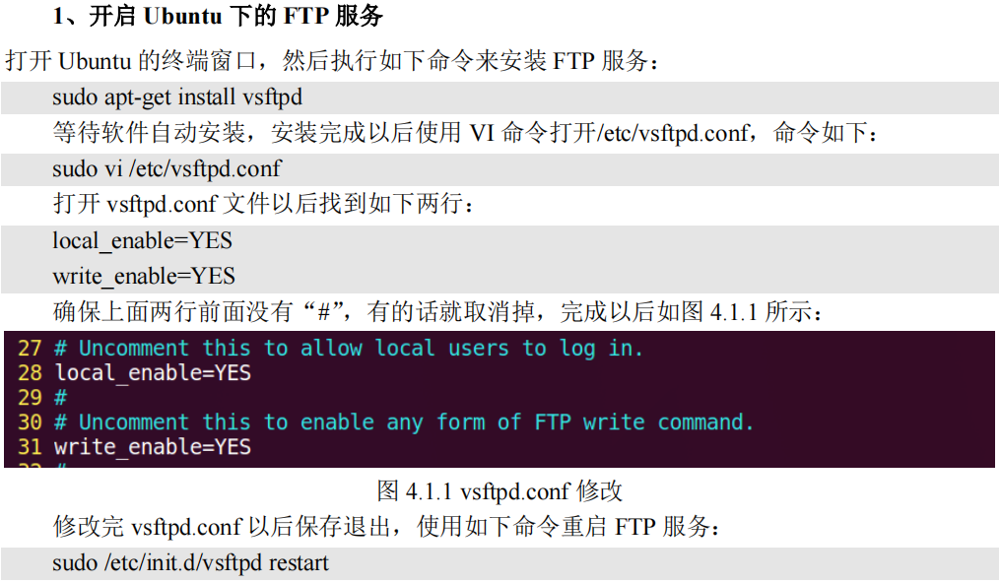 1、开启 Ubuntu 下的 FTP 服务
打开 Ubuntu 的终端窗口，然后执行如下命令来安装 FTP 服务：
sudo apt-get install vsftpd
等待软件自动安装，安装完成以后使用 VI 命令打开/etc/vsftpd.conf，命令如下：
sudo vi /etc/vsftpd.conf
打开 vsftpd.conf 文件以后找到如下两行：
local_enable=YES
write_enable=YES
确保上面两行前面没有“#”，有的话就取消掉，完成以后如图 4.1.1 所示：
27 # Uncomment this to allow local users to log in.
28 local_enable=YES
29 #
30 # Uncomment this to enable any form of FTP write command.
31 write_enable=YES
图 4.1.1 vsftpd.conf 修改
修改完 vsftpd.conf 以后保存退出，使用如下命令重启 FTP 服务：
sudo /etc/init.d/vsftpd restart